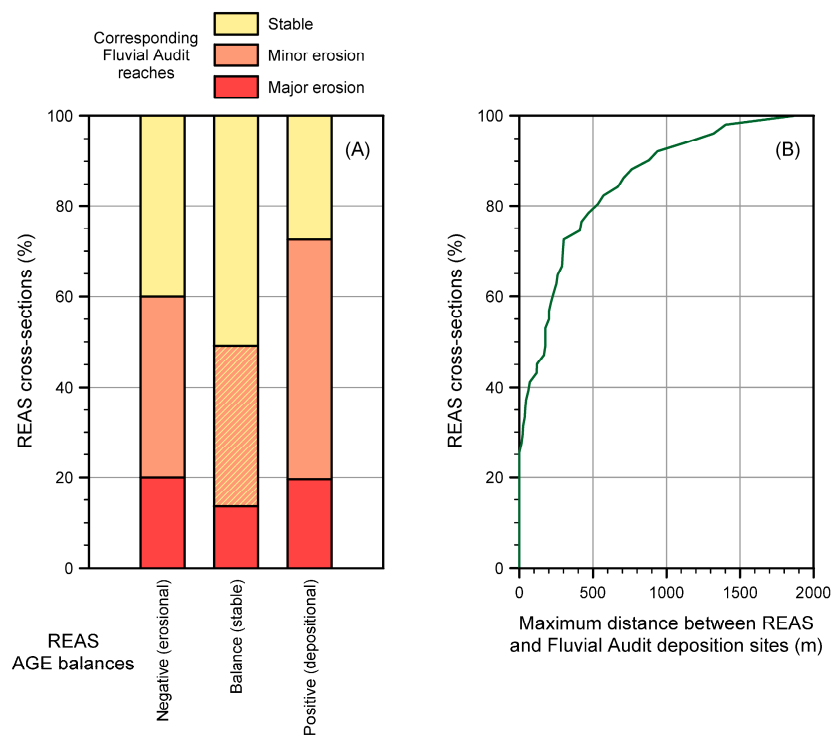 Corresponding
Fluvial Audit
reaches
Stable
Minor erosion
Major erosion
(A)
REAS cross-sections (%)
100
80
60
40
20
0
Negative (erosional)
Balance (stable)
Positive (depositional)
REAS
AGE balances
(B)
REAS cross-sections (%)
100
80
60
40
20
0
0 500 1000 1500 2000
Maximum distance between REAS
and Fluvial Audit deposition sites (m)